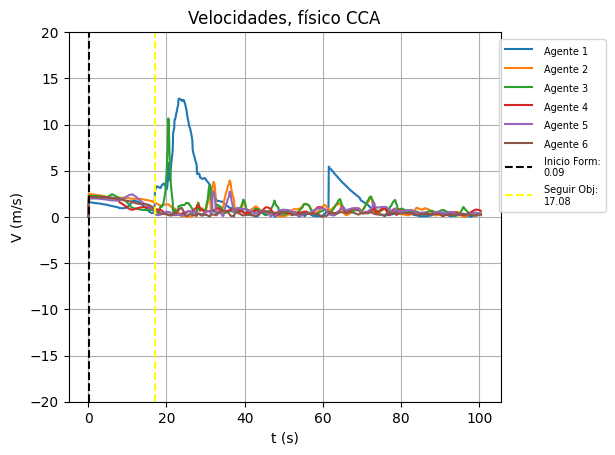 Velocidades, físico CCA
V (m/s)
20
15
10
5
0
−5
−10
−15
−20
0
20
40
60
80
100
t (s)
Agente 1
Agente 2
Agente 3
Agente 4
Agente 5
Agente 6
Inicio Form:
0.09
Seguir Obj:
17.08